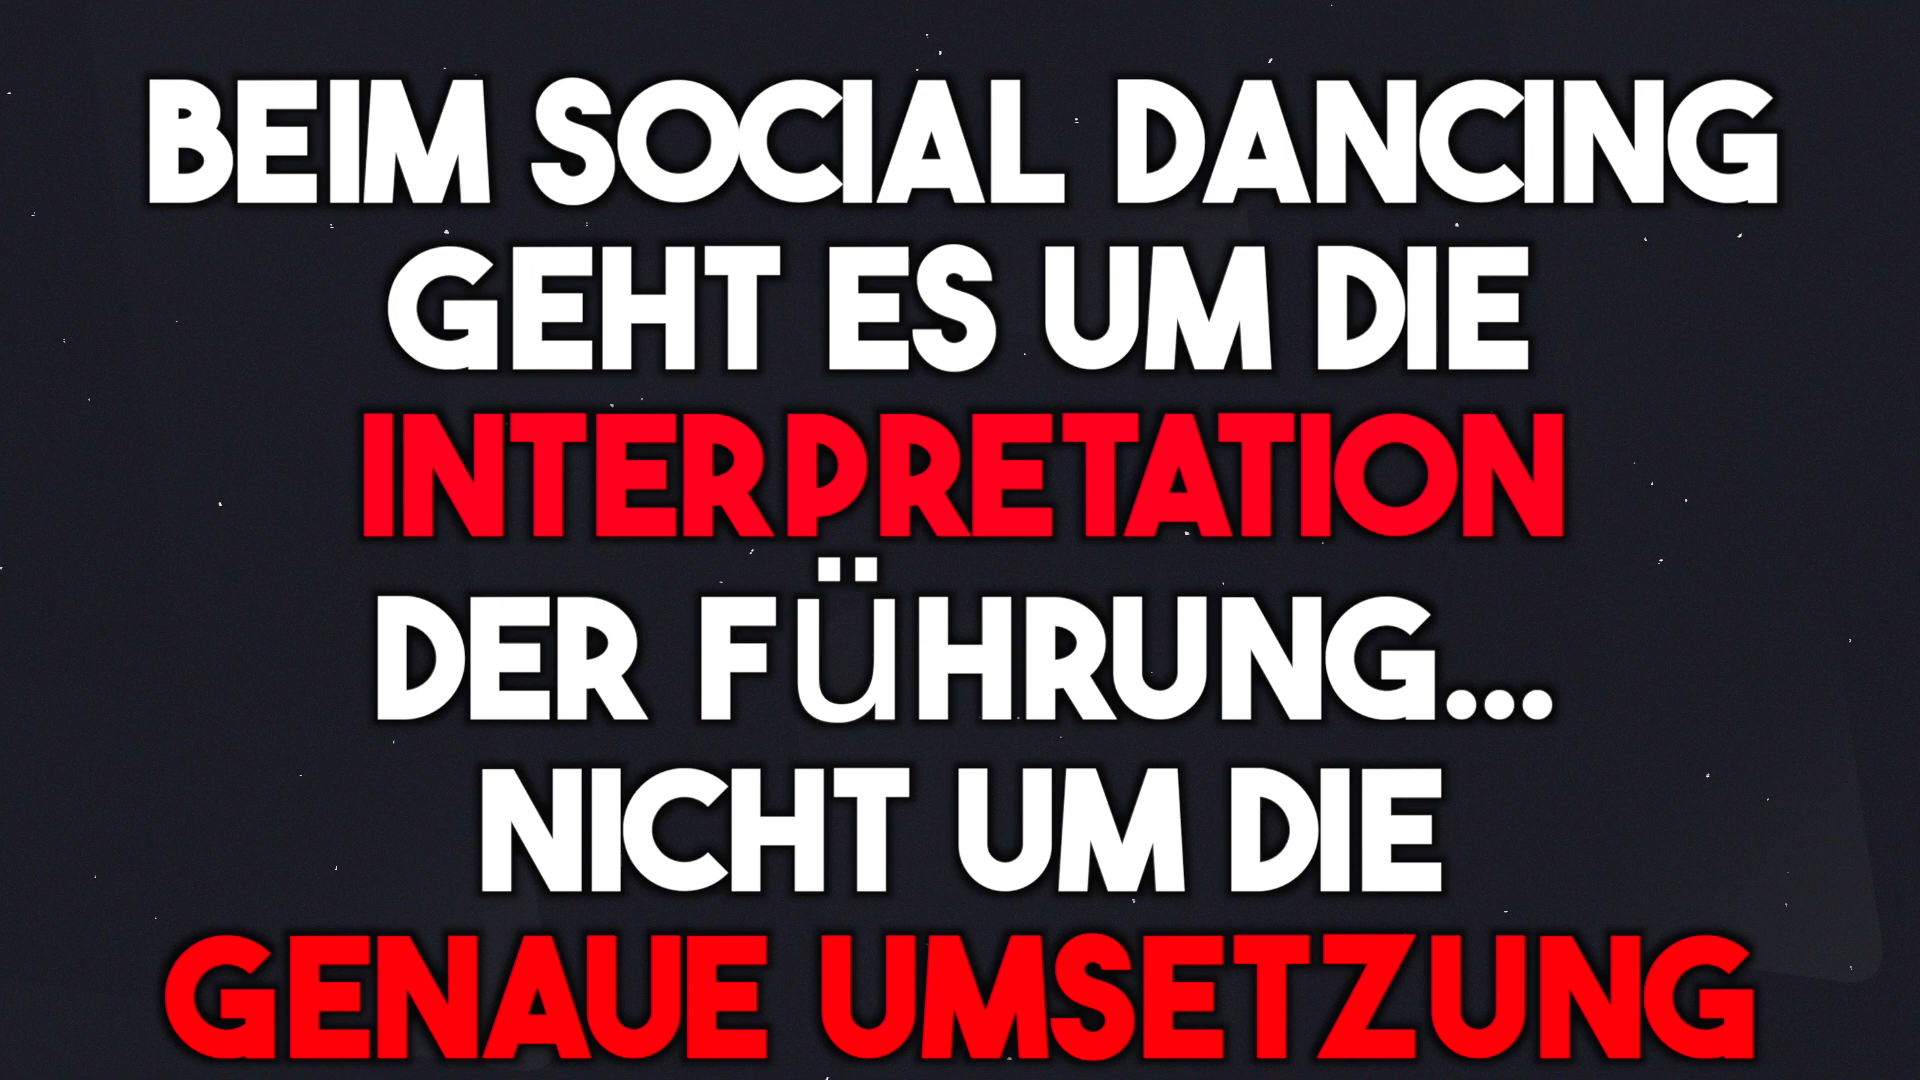 BEIM SOCIAL DANCING
GEHT ES UM DIE
INTERPRETATION
DER FÜHRUNG...
NICHT UM DIE
GENAUE UMSETZUNG